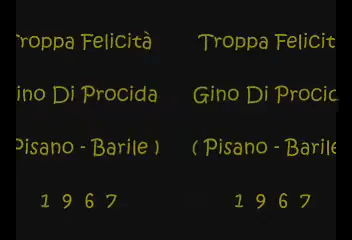 Troppa Felicità
ino Di Procida
Pisano - Barile )
1 9 6 7
Troppa Felicit
Gino Di Procid
( Pisano - Barile
1 9 6 7